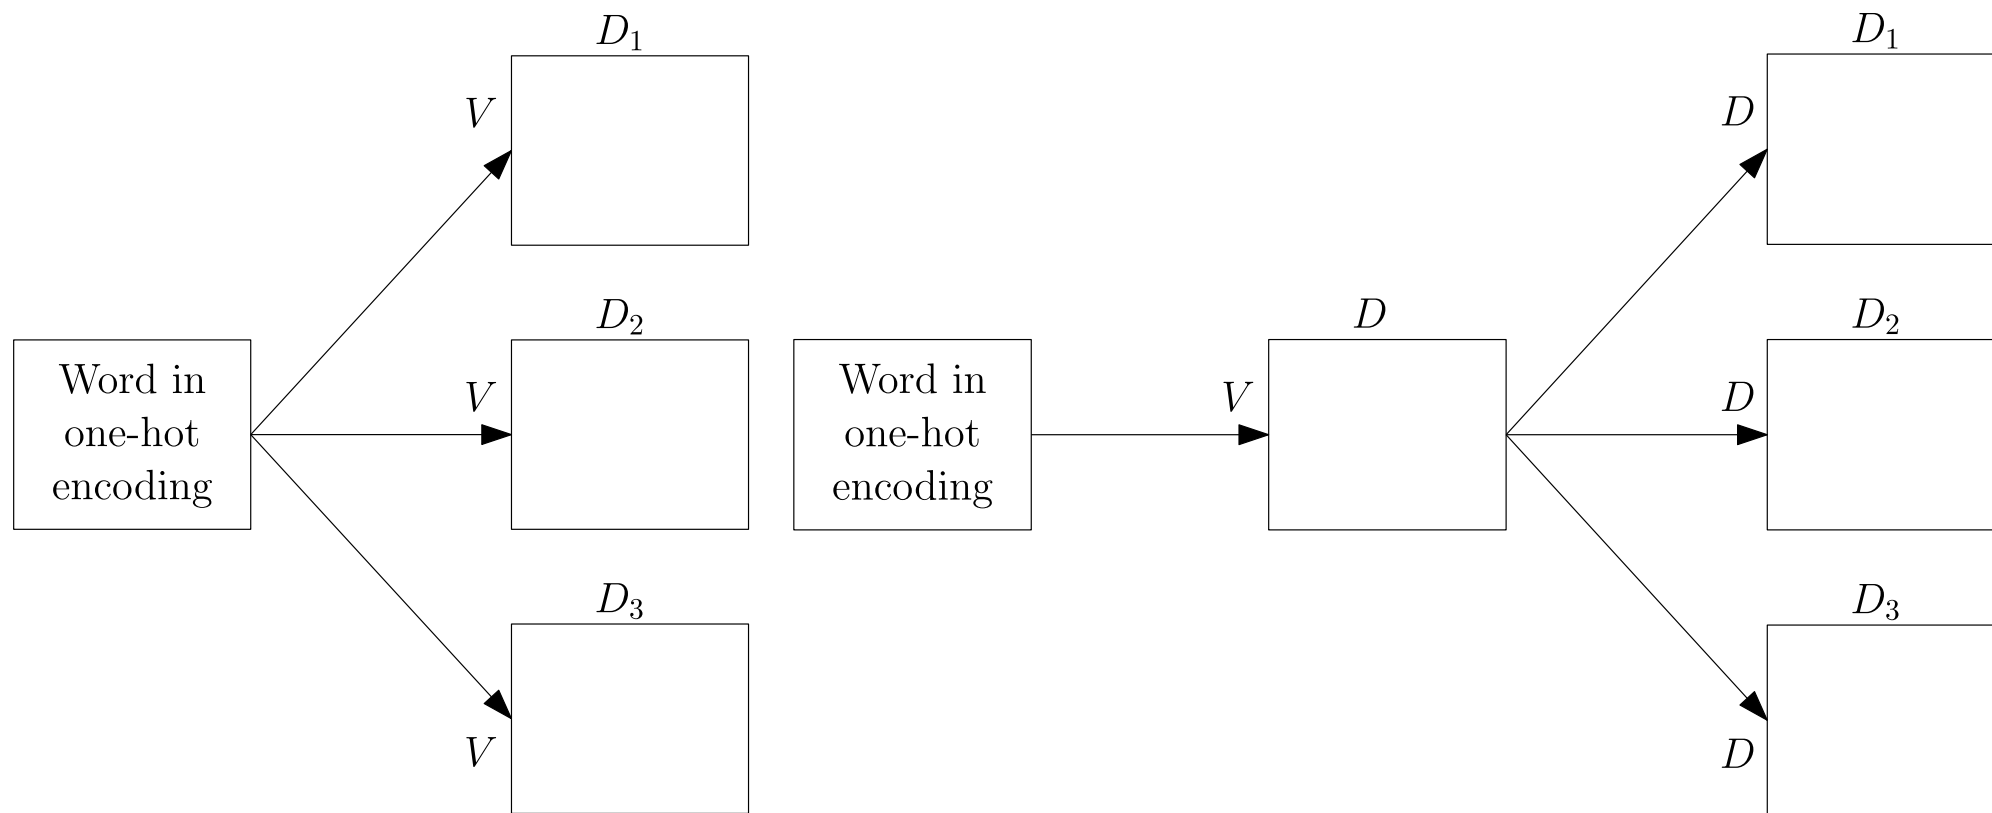 D₁
V
D₂
V
Word in
one-hot
encoding
D₃
V
D₁
D
D
D₂
D
Word in
one-hot
encoding
V
D₃
D